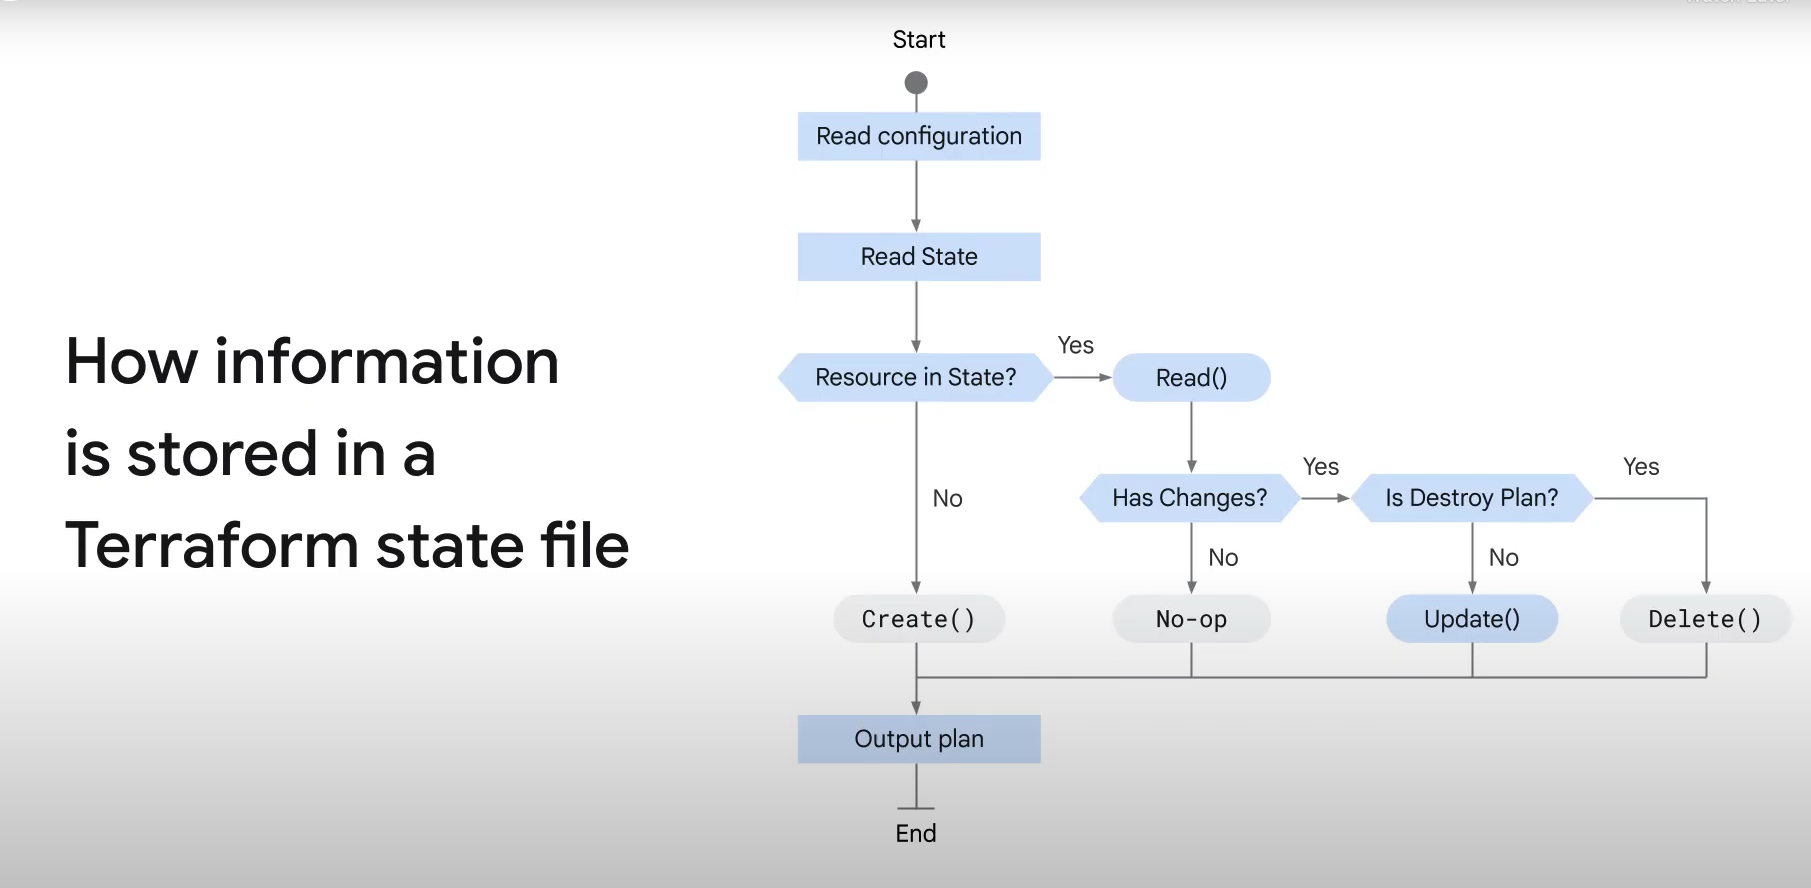 How information
is stored in a
Terraform state file
Start
Read configuration
Read State
Resource in State?
Yes
Read()
No
Has Changes?
Yes
Is Destroy Plan?
Yes
No
No
Create()
No-op
Update()
Delete()
Output plan
End